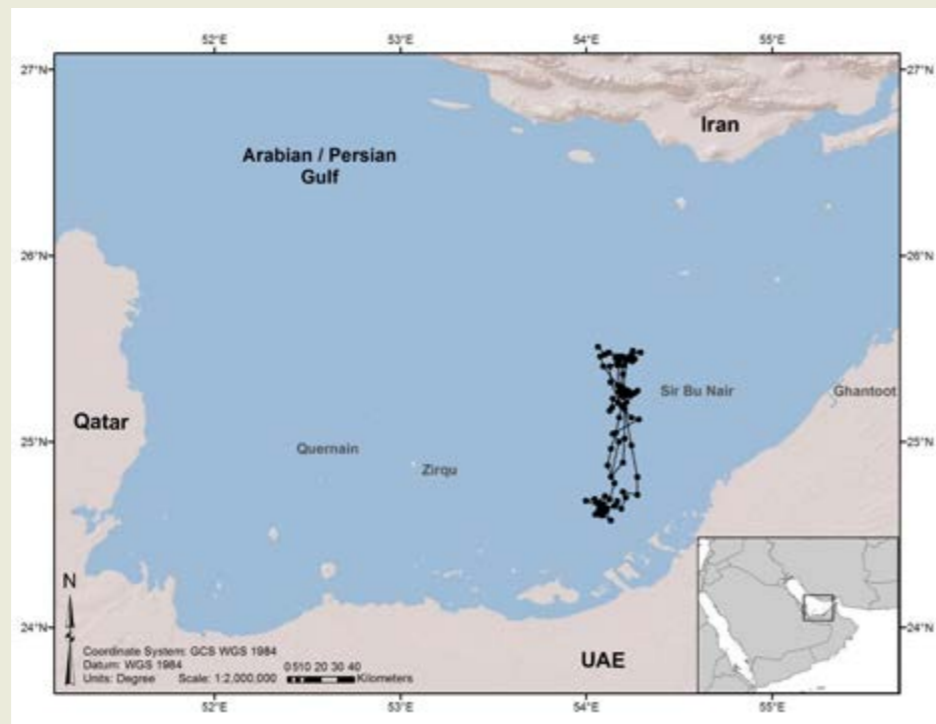 52°E 53°E 54°E 55°E
27°N 27°N
Iran
Arabian / Persian
Gulf
26°N 26°N
Sir Bu Nair Ghantoot
Qatar
25°N 25°N
Quernain
Zirqu
N
24°N 24°N
Coordinate System: GCS WGS 1984
Datum: WGS 1984
Units: Degree Scale: 1:2,000,000 0 5 10 20 30 40 Kilometers
UAE
52°E 53°E 54°E 55°E